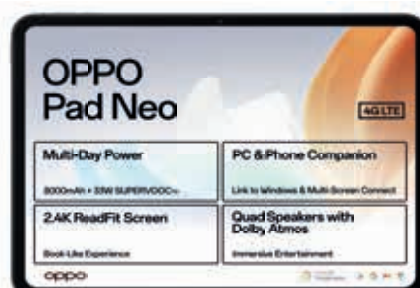 OPPO
Pad Neo
4G LTE
Multi-Day Power
8000mAh + 33W SUPERVOOC™
PC & Phone Companion
Link to Windows & Multi-Screen Connect
2.4K ReadFit Screen
Book-Like Experience
Quad Speakers with
Dolby Atmos
Immersive Entertainment
oppo